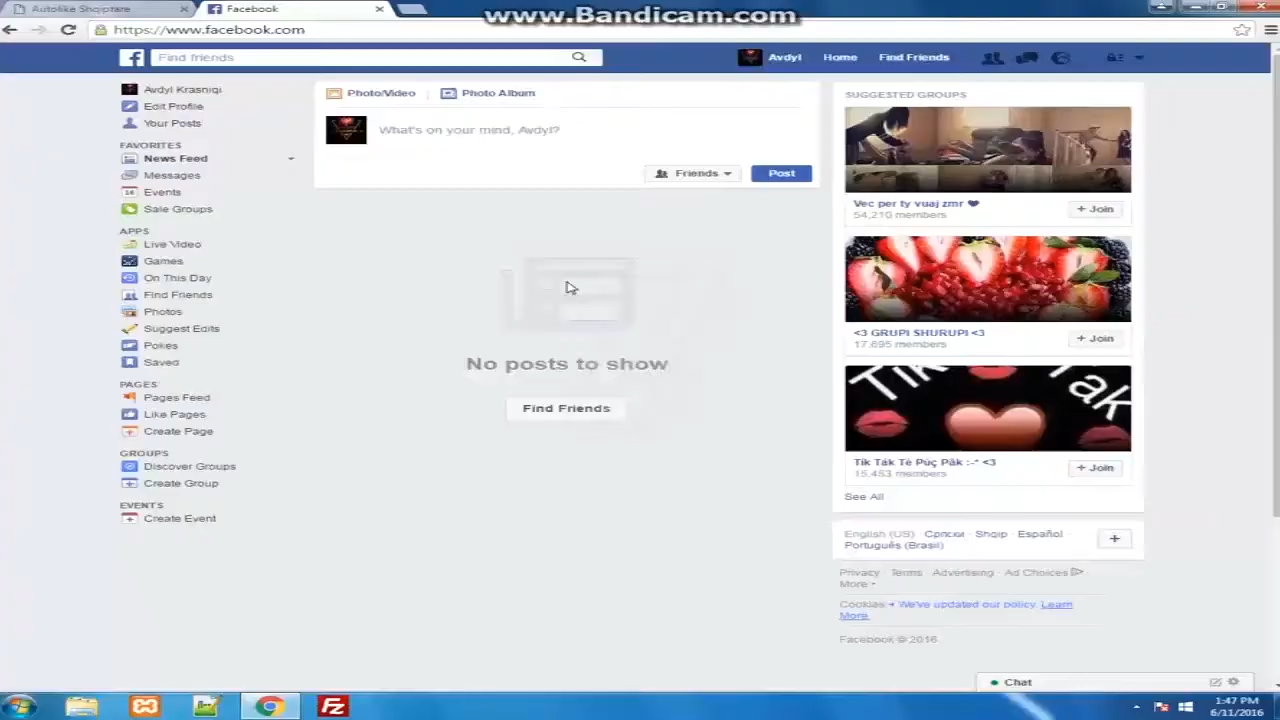 Autolike Shqiptare
Facebook
www.Bandicam.com
https://www.facebook.com
Find friends
Avdyl
Home
Find Friends
Avdyl Krasniqi
Edit Profile
Your Posts
FAVORITES
News Feed
Messages
Events
Sale Groups
APPS
Live Video
Games
On This Day
Find Friends
Photos
Suggest Edits
Pokes
Saved
PAGES
Pages Feed
Like Pages
Create Page
GROUPS
Discover Groups
Create Group
EVENTS
Create Event
Photo/Video
Photo Album
What's on your mind, Avdyl?
Friends
Post
No posts to show
Find Friends
SUGGESTED GROUPS
Vec per ty vuaj zmr ❤
54,210 members
+ Join
<3 GRUPI SHURUPI <3
17,695 members
+ Join
Tik Tak
Tik Tak Të Puç Pâk :-* <3
15,453 members
+ Join
See All
English (US) · Српски · Shqip · Español ·
Português (Brasil)
+
Privacy · Terms · Advertising · Ad Choices ·
More
Cookies • We've updated our policy. Learn
More.
Facebook © 2016
Chat
1:47 PM
6/11/2016